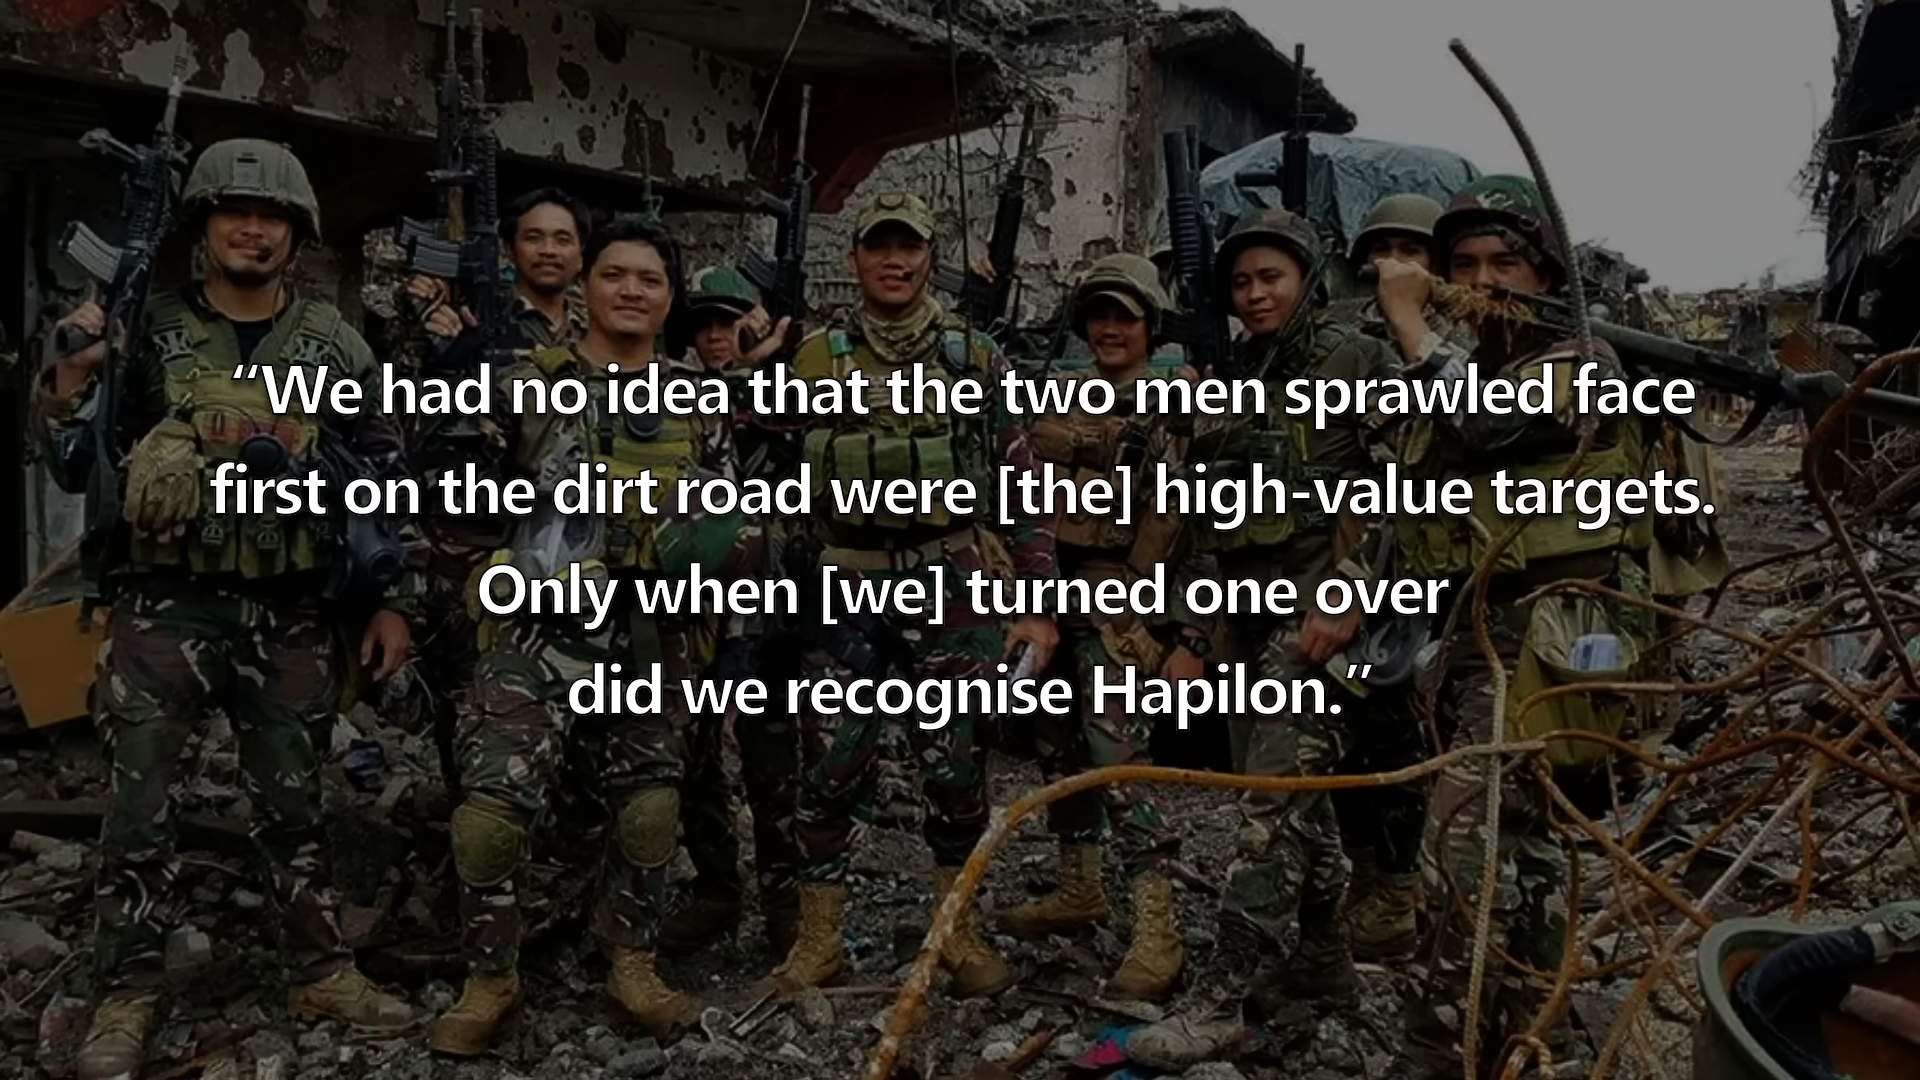 “We had no idea that the two men sprawled face
first on the dirt road were [the] high-value targets.
Only when [we] turned one over
did we recognise Hapilon.”